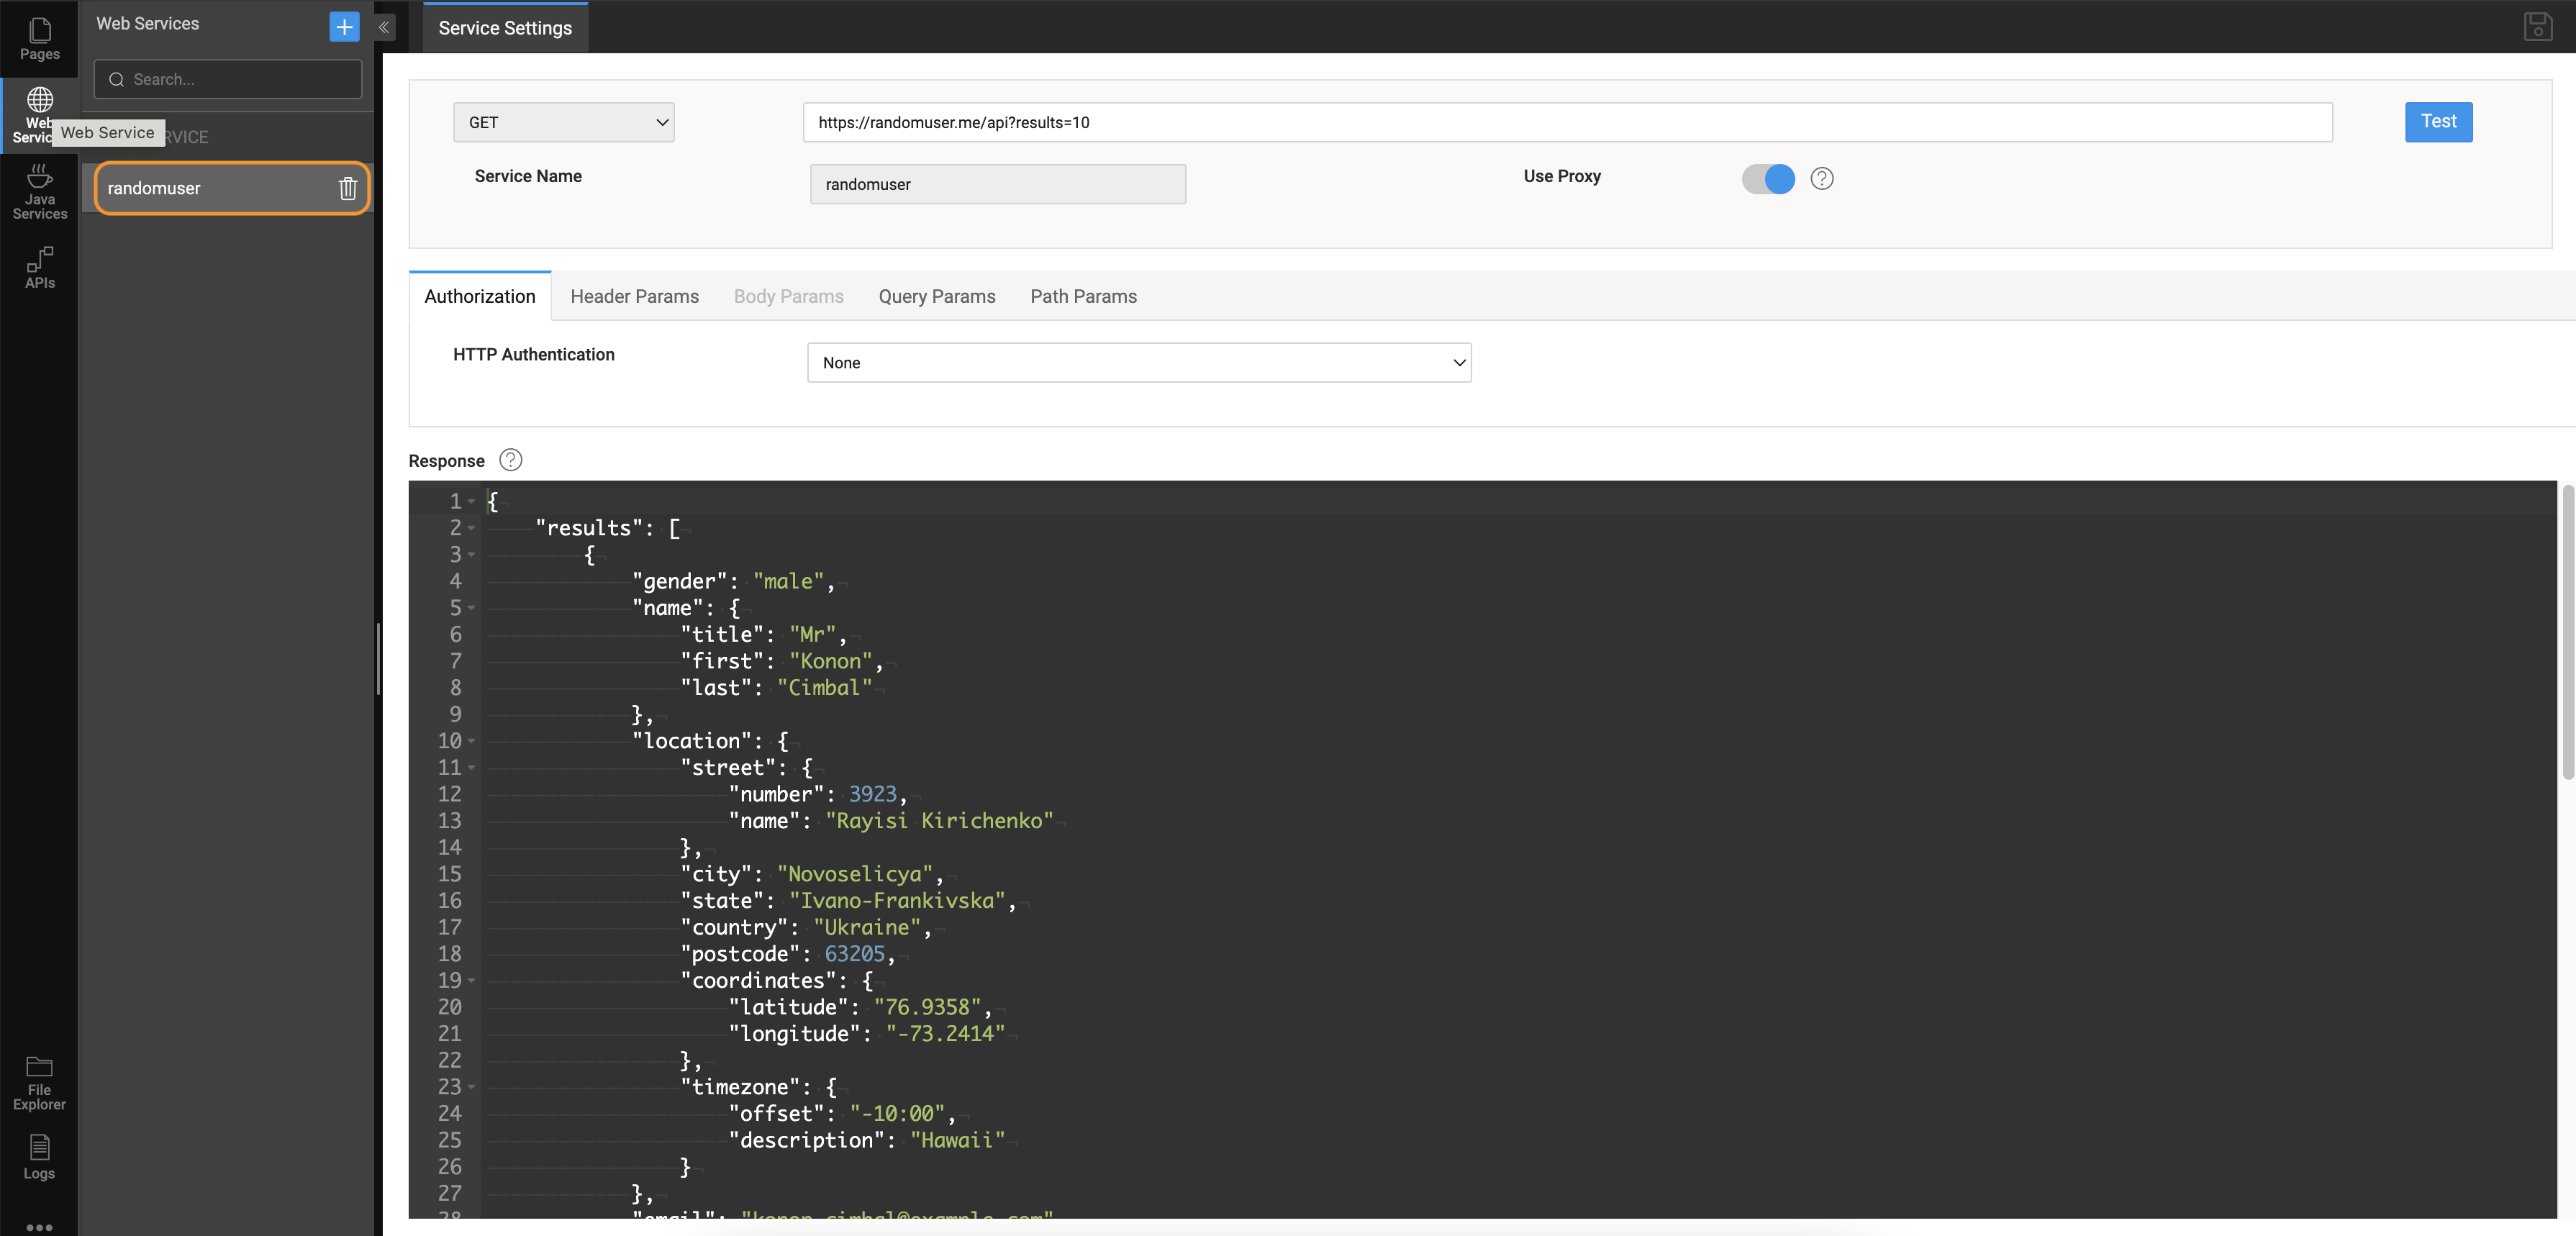 Pages
Web Services
Service Settings
Search...
Web
Servic
Web Service
RVICE
randomuser
Java
Services
APIs
File
Explorer
Logs
GET
https://randomuser.me/api?results=10
Test
Service Name
randomuser
Use Proxy
Authorization
Header Params
Body Params
Query Params
Path Params
HTTP Authentication
None
Response
1 {
2 "results": [
3 {
4 "gender": "male",
5 "name": {
6 "title": "Mr",
7 "first": "Konon",
8 "last": "Cimbal"
9 },
10 "location": {
11 "street": {
12 "number": 3923,
13 "name": "Rayisi Kirichenko"
14 },
15 "city": "Novoselicya",
16 "state": "Ivano-Frankivska",
17 "country": "Ukraine",
18 "postcode": 63205,
19 "coordinates": {
20 "latitude": "76.9358",
21 "longitude": "-73.2414"
22 },
23 "timezone": {
24 "offset": "-10:00",
25 "description": "Hawaii"
26 }
27 },
28 "email": "konon.cimbal@example.com"